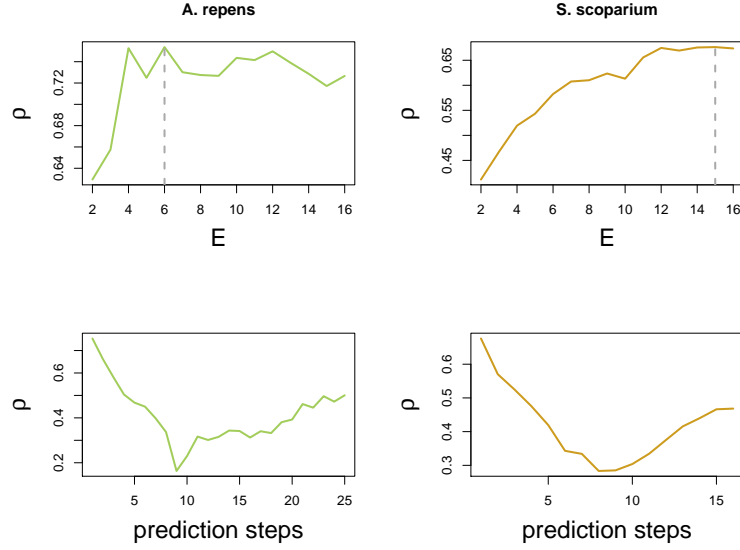 A. repens
S. scoparium
ρ
0.64 0.68 0.72
2 4 6 8 10 12 14 16
E
ρ
0.45 0.55 0.65
2 4 6 8 10 12 14 16
E
ρ
0.2 0.4 0.6
5 10 15 20 25
prediction steps
ρ
0.3 0.4 0.5 0.6
5 10 15
prediction steps